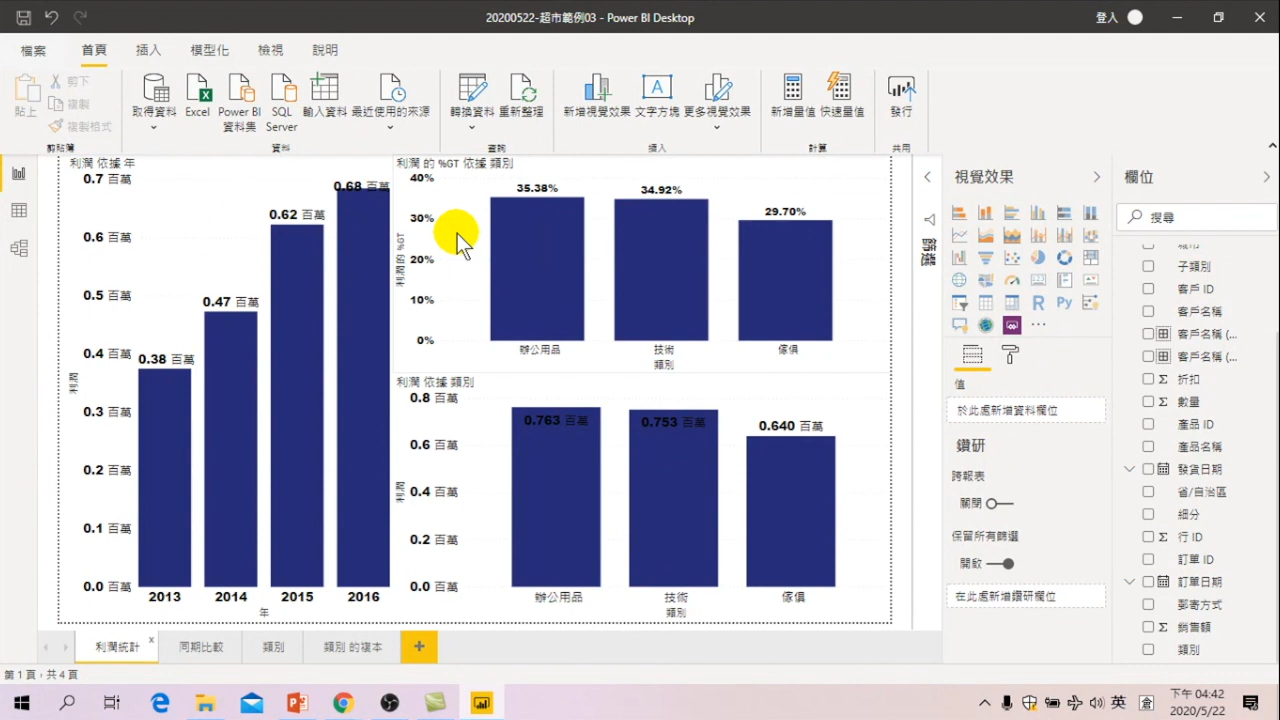 20200522-超市範例03 - Power BI Desktop
登入
檔案 首頁 插入 模型化 檢視 說明
貼上
剪下
複製
複製格式
取得資料
Excel
Power BI
資料集
SQL
Server
輸入資料
最近使用的來源
轉換資料
重新整理
新增視覺效果
A
文字方塊
更多視覺效果
新增量值
快速量值
發行
剪貼簿
資料
查詢
插入
計算
共用
利潤 依據 年
0.7 百萬
0.6 百萬
0.5 百萬
0.4 百萬
0.3 百萬
0.2 百萬
0.1 百萬
0.0 百萬
利潤
0.38 百萬
0.47 百萬
0.62 百萬
0.68 百萬
2013 2014 2015 2016
年
利潤 的 %GT 依據 類別
40%
30%
20%
10%
0%
利潤的 %GT
35.38%
34.92%
29.70%
辦公用品 技術 傢俱
類別
利潤 依據 類別
0.8 百萬
0.6 百萬
0.4 百萬
0.2 百萬
0.0 百萬
利潤
0.763 百萬
0.753 百萬
0.640 百萬
辦公用品 技術 傢俱
類別
篩選
視覺效果
R
Py
值
於此處新增資料欄位
鑽研
跨報表
關閉
保留所有篩選
開啟
在此處新增鑽研欄位
欄位
搜尋
城市
子類別
客戶 ID
客戶名稱
客戶名稱 (...
客戶名稱 (...
Σ 折扣
Σ 數量
產品 ID
產品名稱
發貨日期
省/自治區
細分
Σ 行 ID
訂單 ID
訂單日期
郵寄方式
Σ 銷售額
類別
利潤統計 x
同期比較
類別
類別 的複本
+
第 1 頁，共 4 頁
英
下午 04:42
2020/5/22